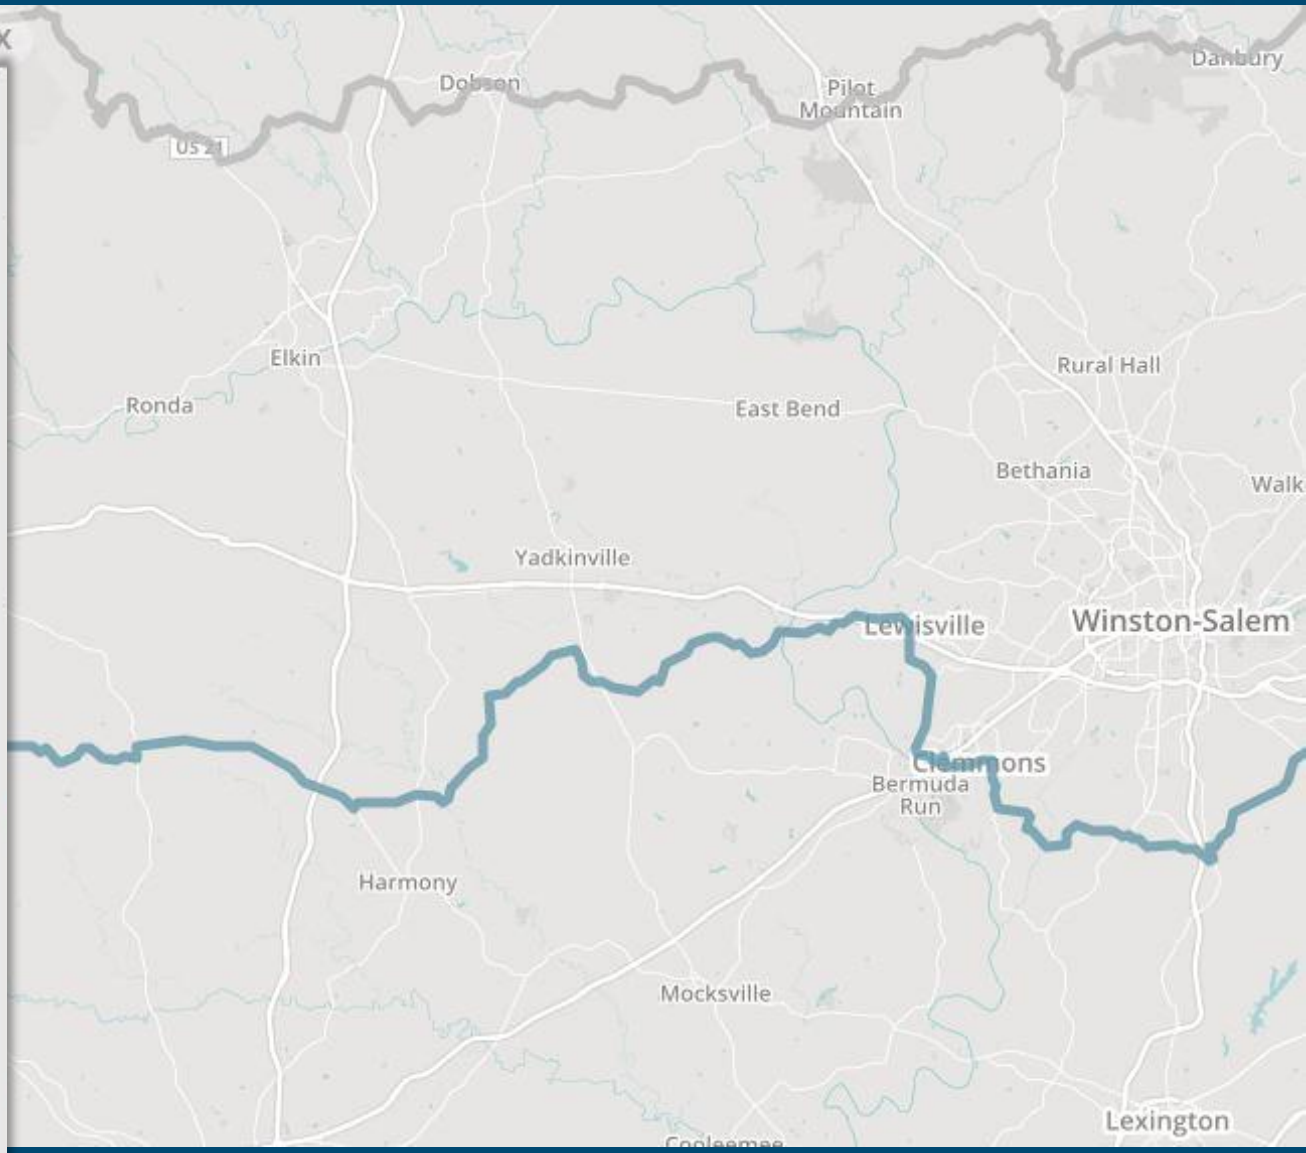 X
Danbury
Dobson
Pilot
Mountain
US 21
Elkin
Rural Hall
Ronda
East Bend
Bethania
Walk
Yadkinville
Winston-Salem
Lewisville
Clemmons
Bermuda
Run
Harmony
Mocksville
Lexington
Cooleemee